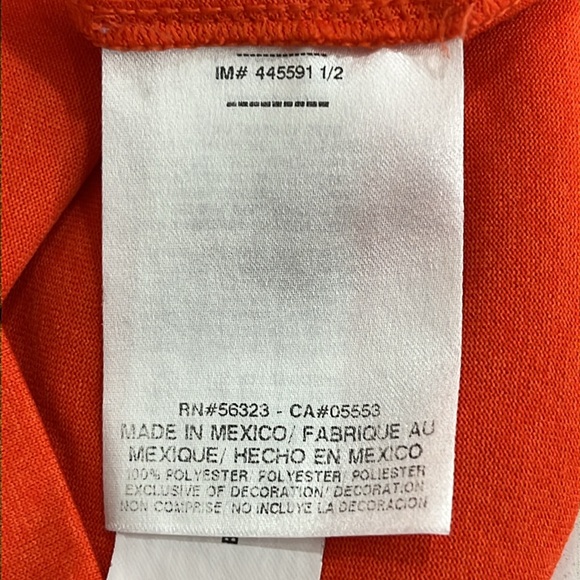 IM# 445591 1/2
RN#56323 - CA#05553
MADE IN MEXICO/ FABRIQUE AU
MEXIQUE/ HECHO EN MEXICO
100% POLYESTER/ POLYESTER/ POLIESTER
EXCLUSIVE OF DECORATION/ DECORATION
NON COMPRISE/ NO INCLUYE LA DECORACIÓN